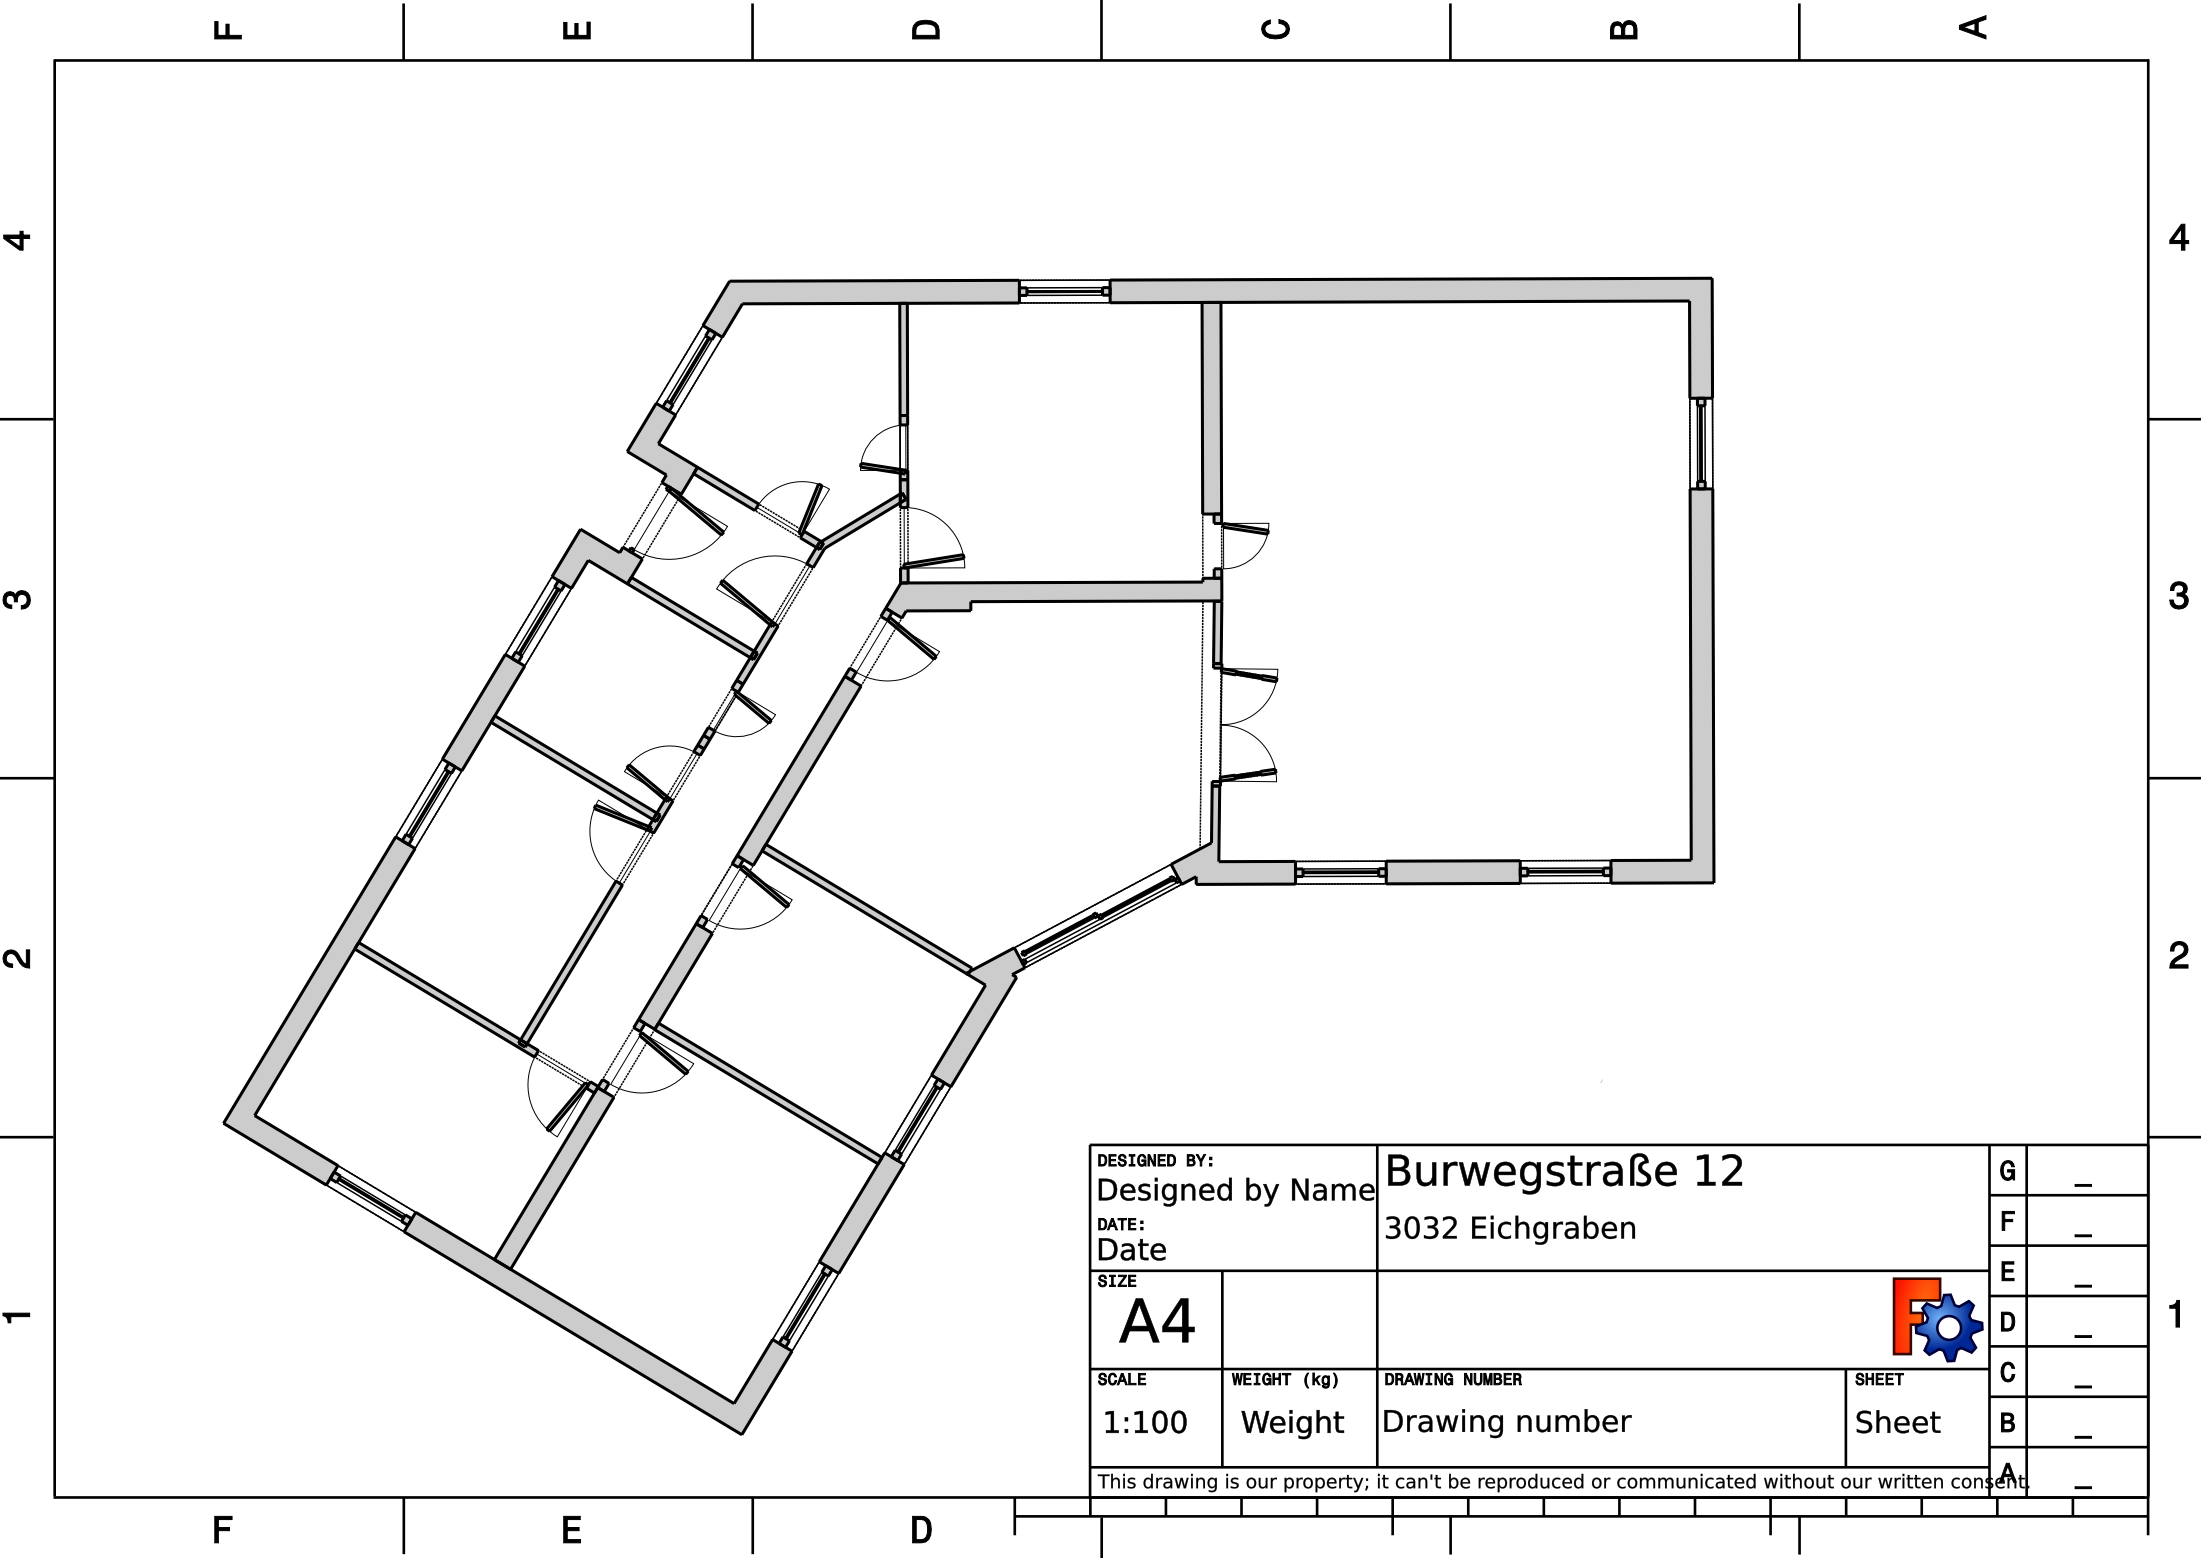 F E D C B A
4 4
3 3
2 2
1 1
DESIGNED BY:
Designed by Name
DATE:
Date
Burwegstraße 12
3032 Eichgraben
SIZE
A4
SCALE
1:100
WEIGHT (kg)
Weight
DRAWING NUMBER
Drawing number
SHEET
Sheet
G _
F _
E _
D _
C _
B _
A _
This drawing is our property; it can't be reproduced or communicated without our written consent.
F E D